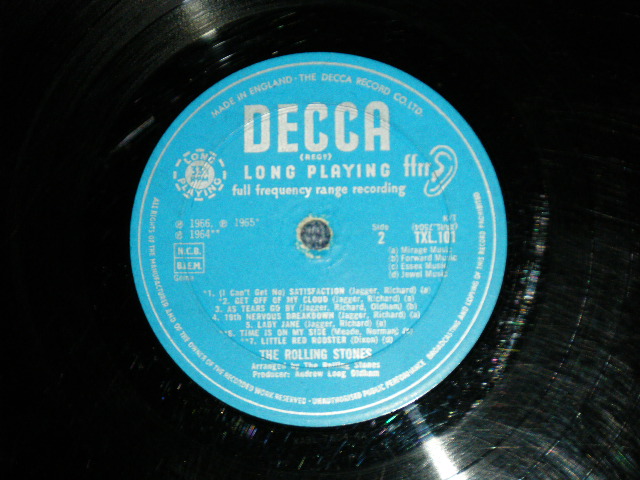 MADE IN ENGLAND · THE DECCA RECORD CO. LTD.
DECCA
(REGᴰ)
LONG PLAYING
ffrr
full frequency range recording
LONG
33⅓
PLAYING
℗ 1966, ℗ 1965*
℗ 1964**
Side
2
K/T
TXL.101
N.C.B.
B.I.E.M.
(a) Mirage Music
(b) Forward Music
(c) Essex Music
(d) Jewel Music
*1. (I Can't Get No) SATISFACTION (Jagger, Richard) (a)
*2. GET OFF OF MY CLOUD (Jagger, Richard) (a)
3. AS TEARS GO BY (Jagger, Richard, Oldham) (b)
4. 19th NERVOUS BREAKDOWN (Jagger, Richard) (a)
5. LADY JANE (Jagger, Richard) (a)
6. TIME IS ON MY SIDE (Meade, Norman)
**7. LITTLE RED ROOSTER (Dixon) (d)
THE ROLLING STONES
Arranged by The Rolling Stones
Producer: Andrew Loog Oldham
ALL RIGHTS OF THE MANUFACTURER AND OF THE OWNER OF THE RECORDED WORK RESERVED · UNAUTHORISED PUBLIC PERFORMANCE, BROADCASTING AND COPYING OF THIS RECORD PROHIBITED